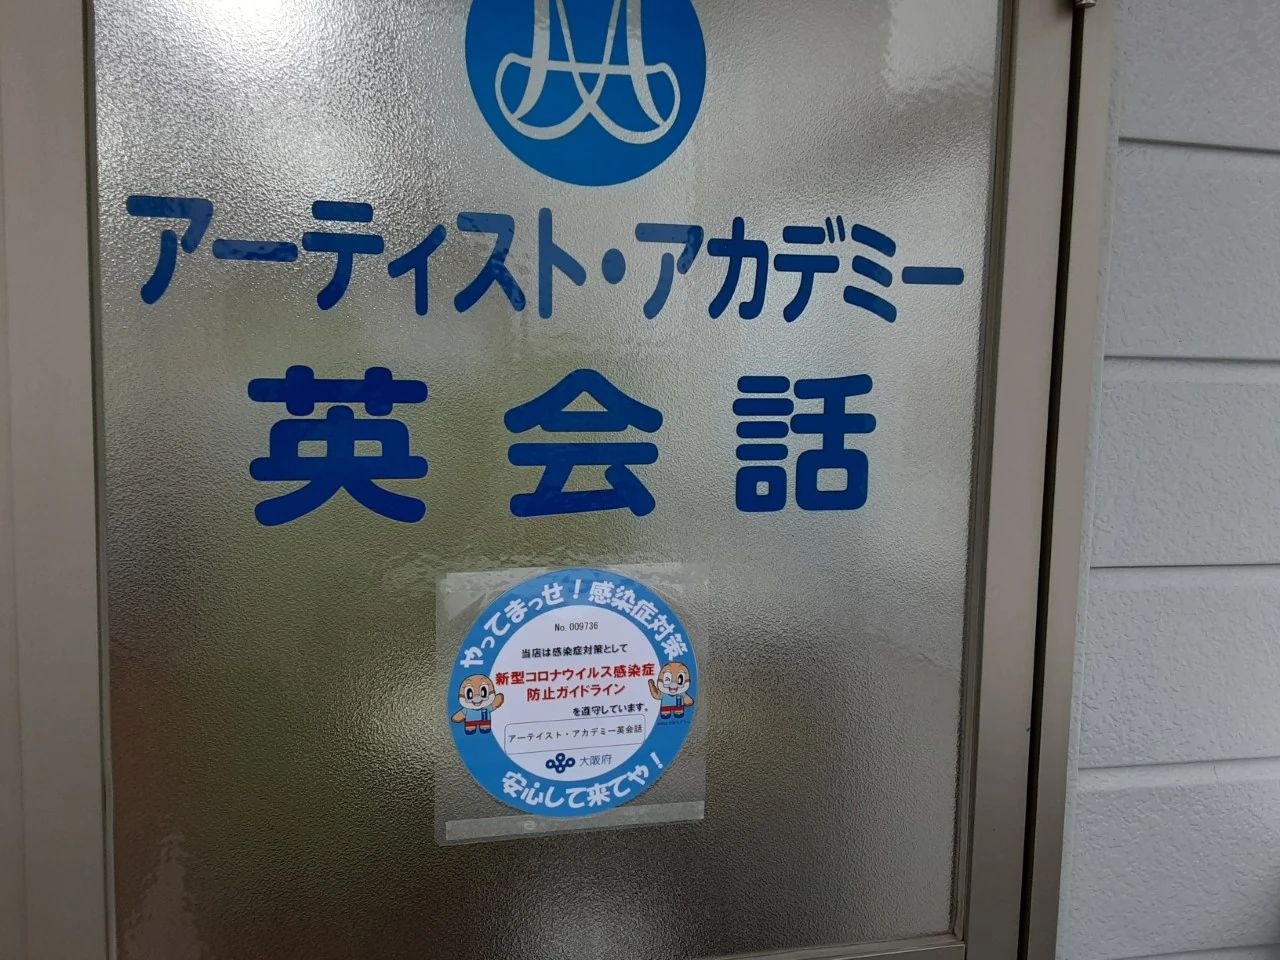 アーティスト・アカデミー
英会話
やってまっせ！感染症対策
No.009736
当店は感染症対策として
新型コロナウイルス感染症
防止ガイドライン
を遵守しています。
アーテイスト・アカデミー英会話
大阪府
安心して来てや！